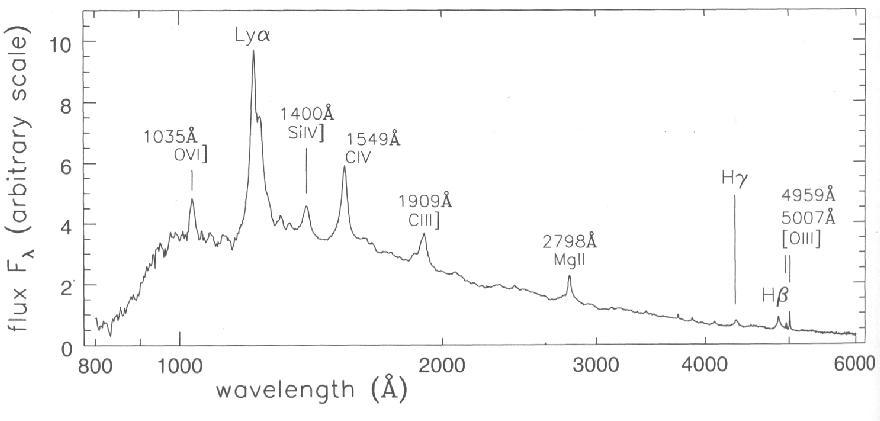 flux Fλ (arbitrary scale)
10
8
6
4
2
0
Lyα
1035Å
OVI]
1400Å
SiIV]
1549Å
CIV
1909Å
CIII]
2798Å
MgII
Hγ
Hβ
4959Å
5007Å
[OIII]
800
1000
2000
3000
4000
6000
wavelength (Å)